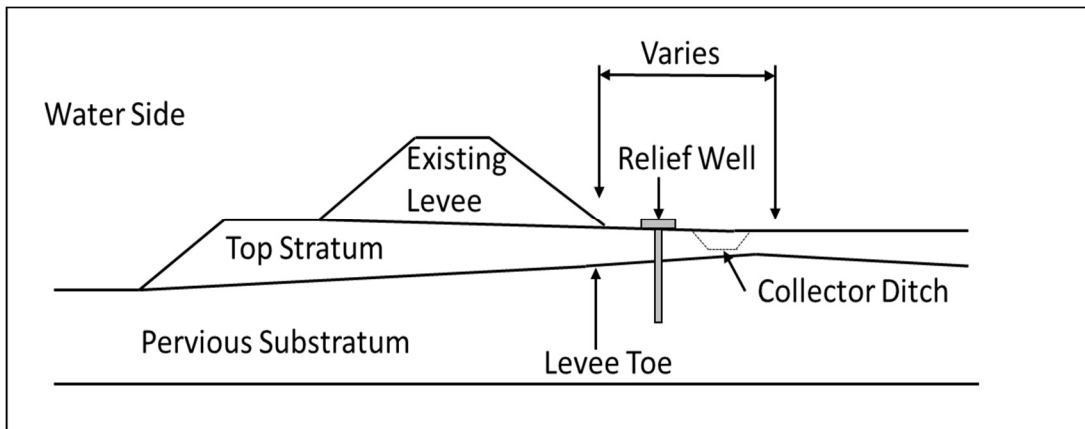 Varies
Water Side
Existing
Levee
Relief Well
Top Stratum
Collector Ditch
Pervious Substratum
Levee Toe